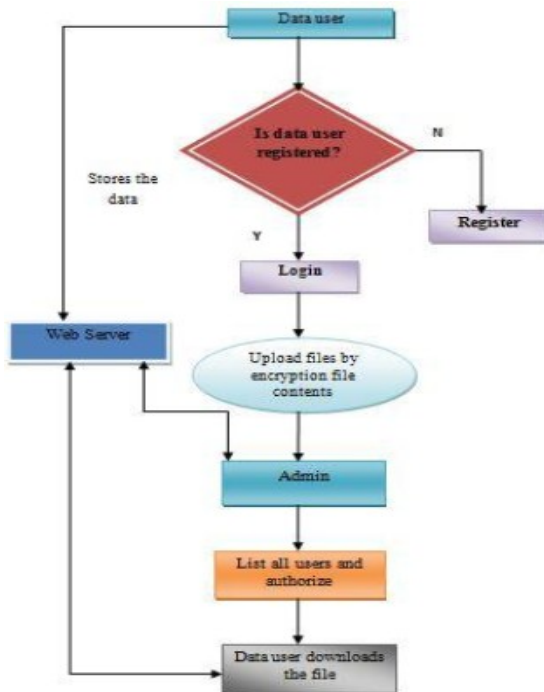 Data user
Is data user
registered?
N
Stores the
data
Register
Y
Login
Web Server
Upload files by
encryption file
contents
Admin
List all users and
authorize
Data user downloads
the file